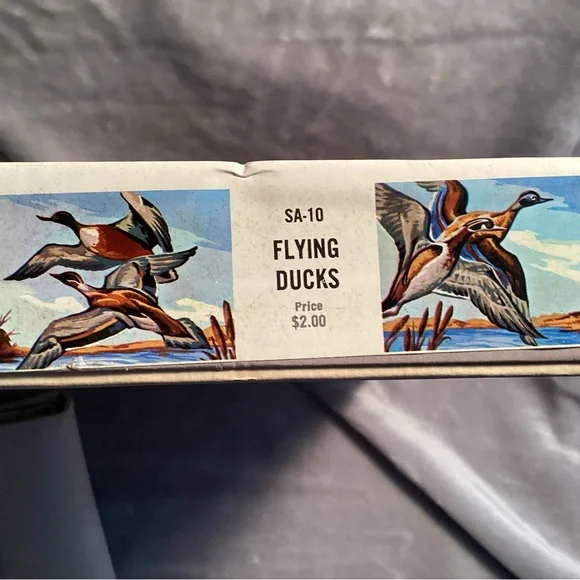 SA-10
FLYING
DUCKS
Price
$2.00